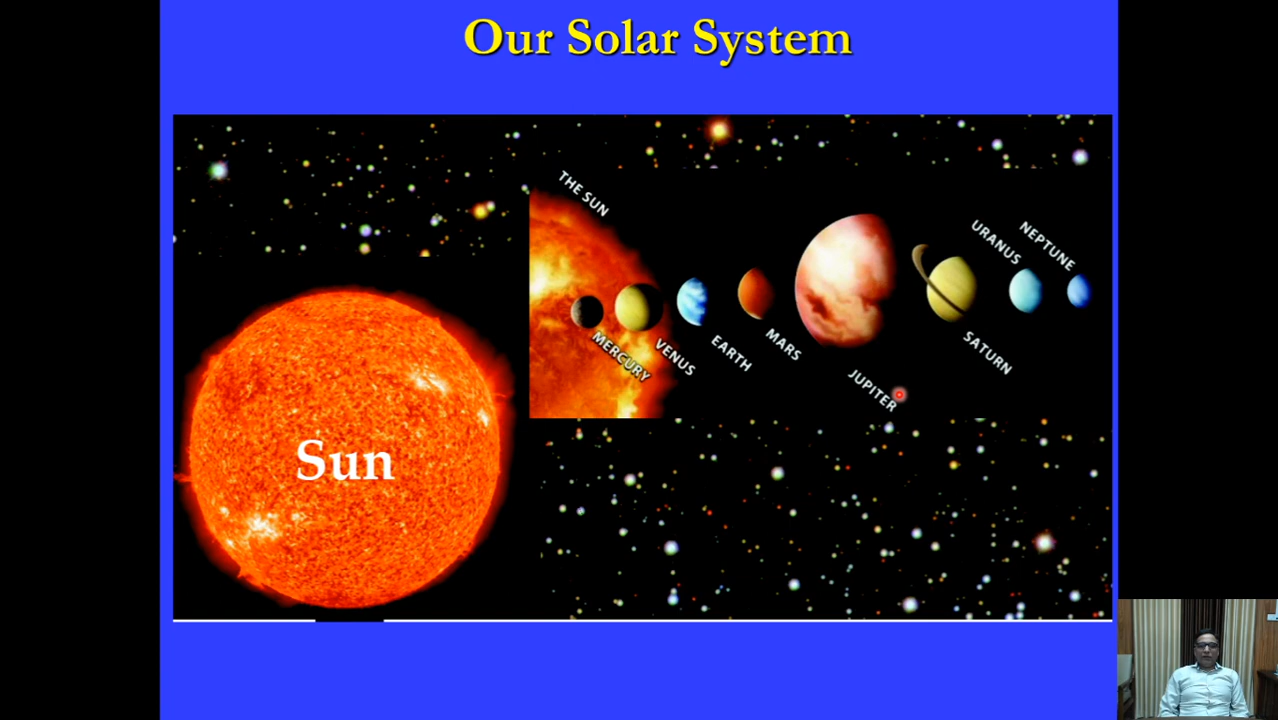 Our Solar System
THE SUN
MERCURY
VENUS
EARTH
MARS
JUPITER
SATURN
URANUS
NEPTUNE
Sun